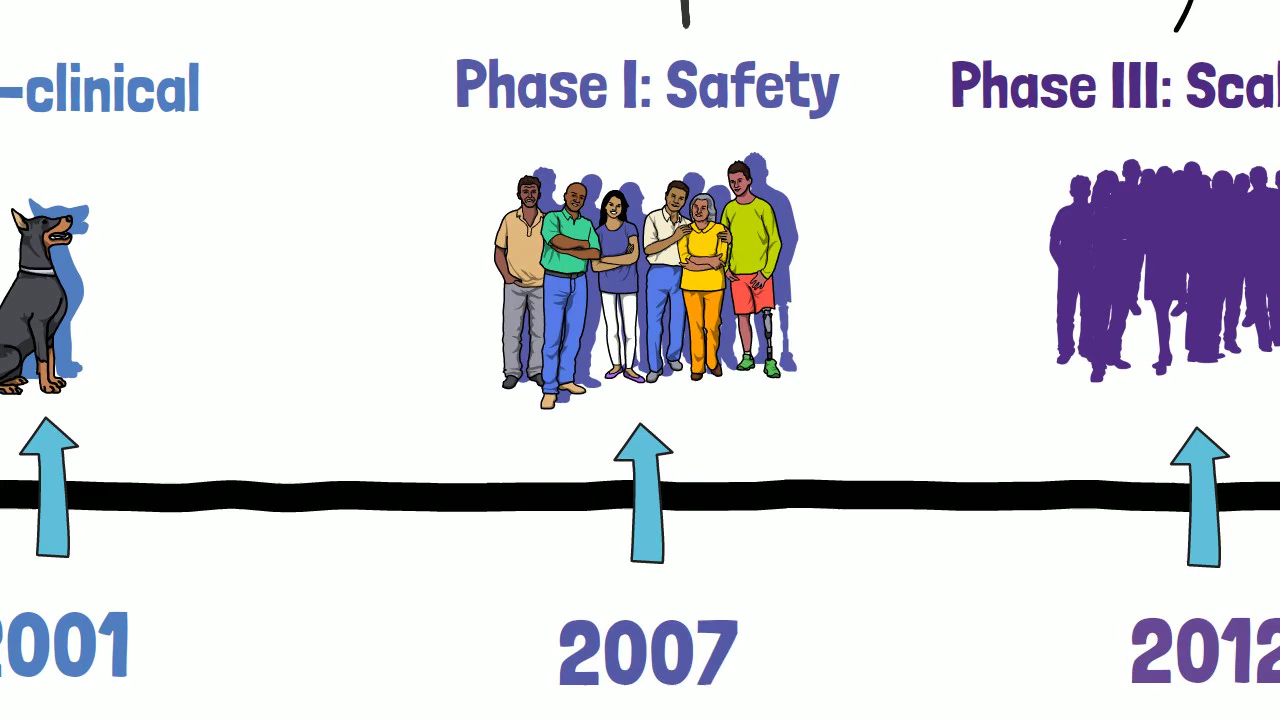 -clinical
Phase I: Safety
Phase III: Scal
2001
2007
2012